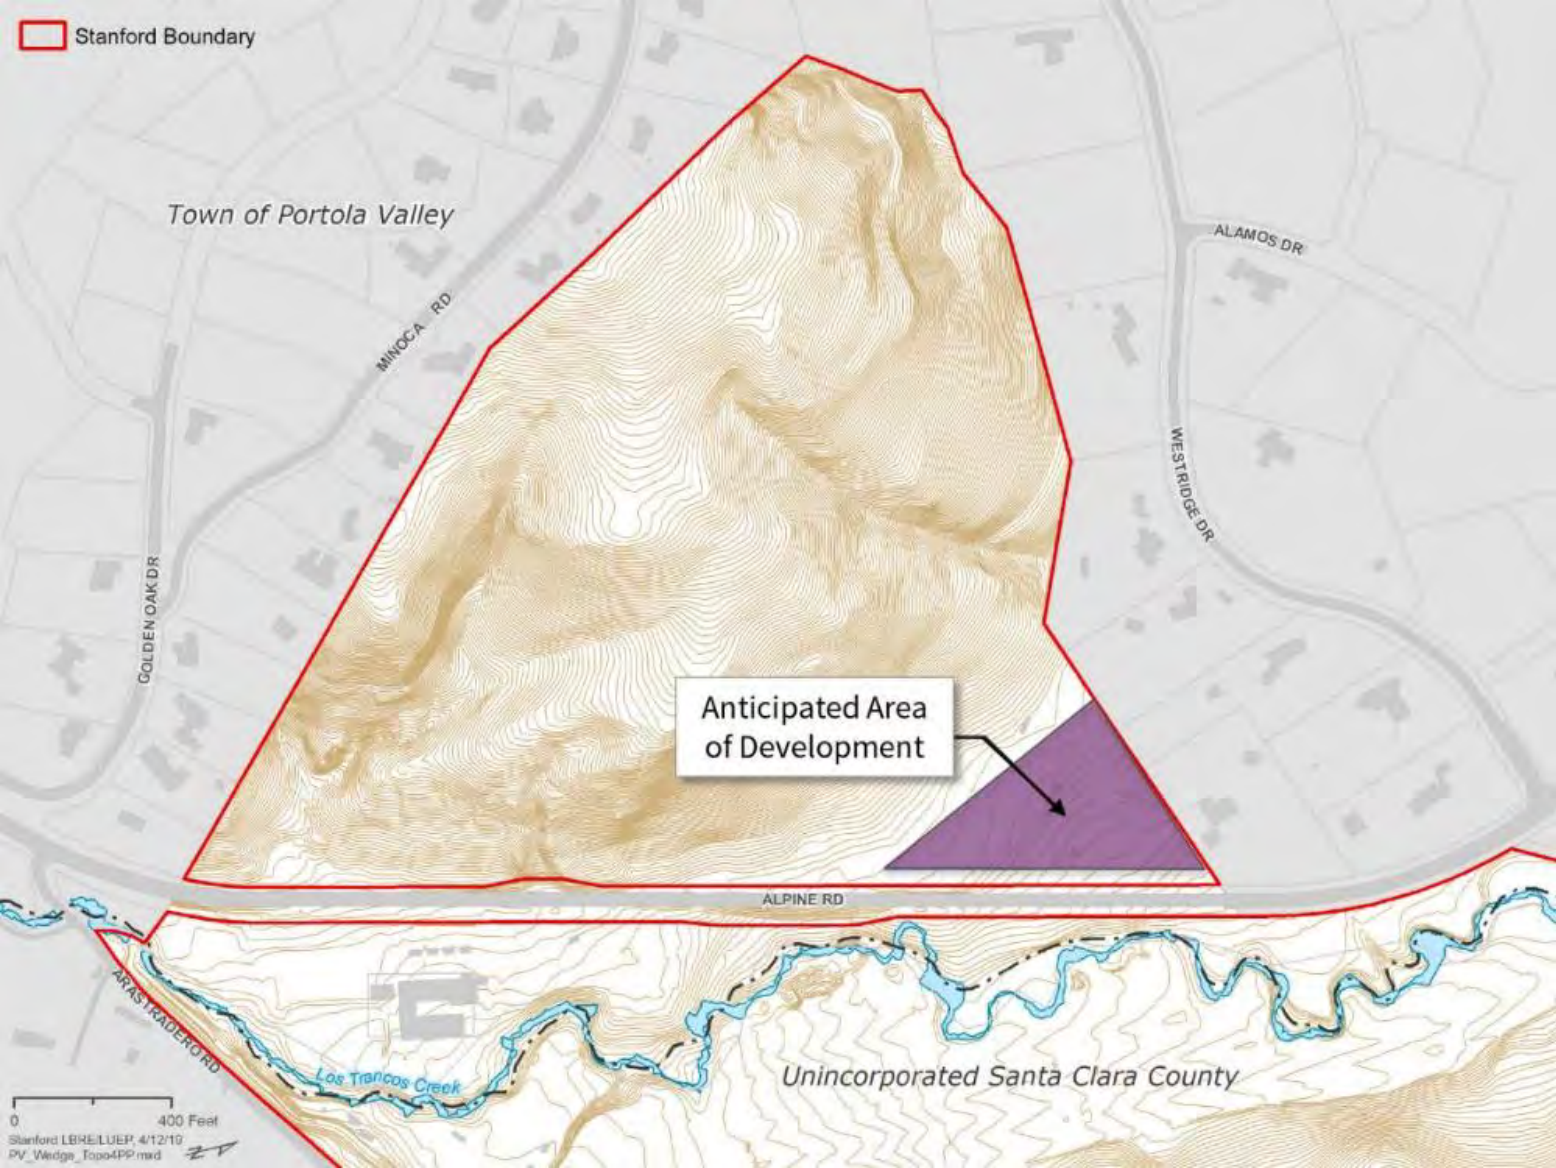 Stanford Boundary
Town of Portola Valley
ALAMOS DR
MINOCA RD
WESTRIDGE DR
GOLDEN OAK DR
Anticipated Area
of Development
ALPINE RD
ARASTRADERO RD
Los Trancos Creek
Unincorporated Santa Clara County
0 400 Feet
Stanford LBRE/LUEP, 4/12/19
PV_Wedge_Topo4PP.mxd